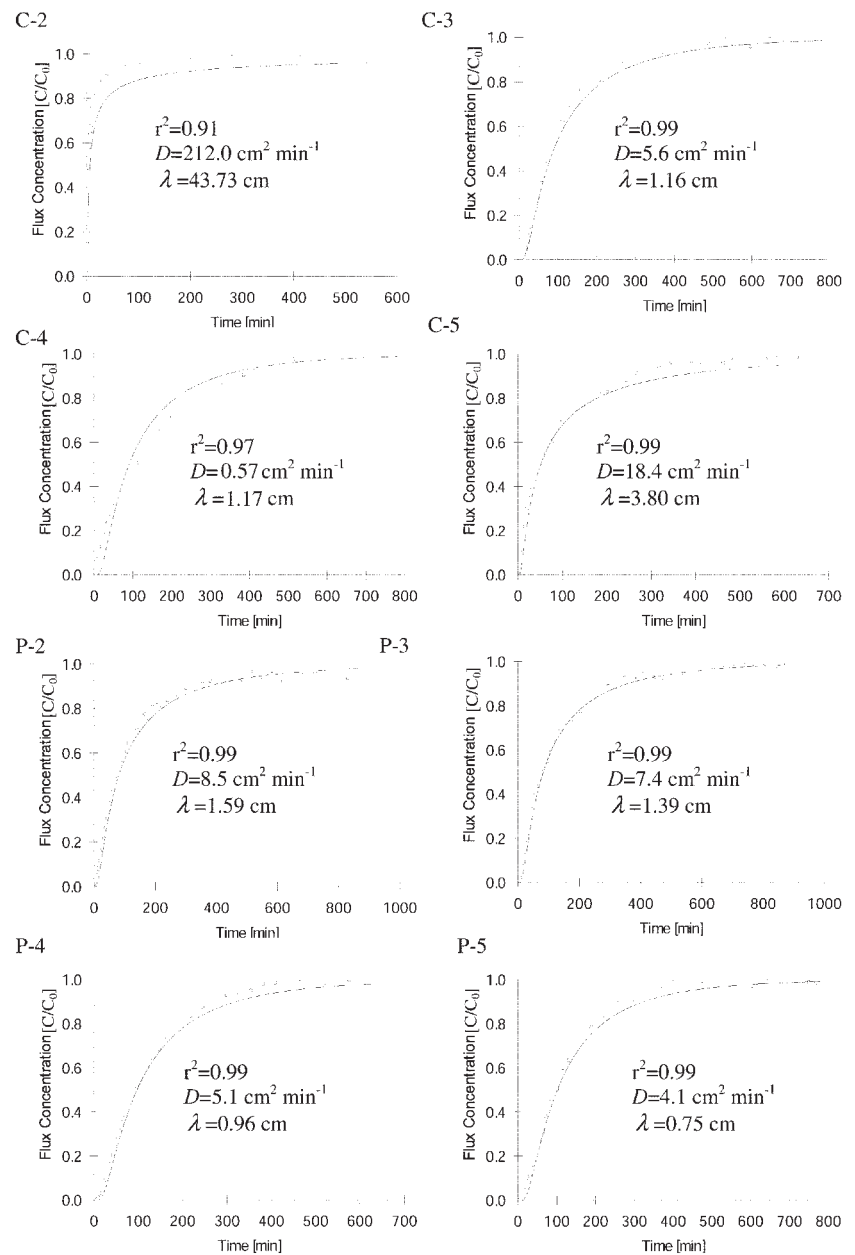 C-2
Flux Concentration [C/C₀]
1.0
0.8
0.6
0.4
0.2
0.0
r²=0.91
D=212.0 cm² min⁻¹
λ=43.73 cm
0 100 200 300 400 500 600
Time [min]
C-3
Flux Concentration [C/C₀]
1.0
0.8
0.6
0.4
0.2
0.0
r²=0.99
D=5.6 cm² min⁻¹
λ=1.16 cm
0 100 200 300 400 500 600 700 800
Time [min]
C-4
Flux Concentration [C/C₀]
1.0
0.8
0.6
0.4
0.2
0.0
r²=0.97
D=0.57 cm² min⁻¹
λ=1.17 cm
0 100 200 300 400 500 600 700 800
Time [min]
C-5
Flux Concentration [C/C₀]
1.0
0.8
0.6
0.4
0.2
0.0
r²=0.99
D=18.4 cm² min⁻¹
λ=3.80 cm
0 100 200 300 400 500 600 700
Time [min]
P-2
Flux Concentration [C/C₀]
1.0
0.8
0.6
0.4
0.2
0.0
r²=0.99
D=8.5 cm² min⁻¹
λ=1.59 cm
0 200 400 600 800 1000
Time [min]
P-3
Flux Concentration [C/C₀]
1.0
0.8
0.6
0.4
0.2
0.0
r²=0.99
D=7.4 cm² min⁻¹
λ=1.39 cm
0 200 400 600 800 1000
Time [min]
P-4
Flux Concentration [C/C₀]
1.0
0.8
0.6
0.4
0.2
0.0
r²=0.99
D=5.1 cm² min⁻¹
λ=0.96 cm
0 100 200 300 400 500 600 700
Time [min]
P-5
Flux Concentration [C/C₀]
1.0
0.8
0.6
0.4
0.2
0.0
r²=0.99
D=4.1 cm² min⁻¹
λ=0.75 cm
0 100 200 300 400 500 600 700 800
Time [min]